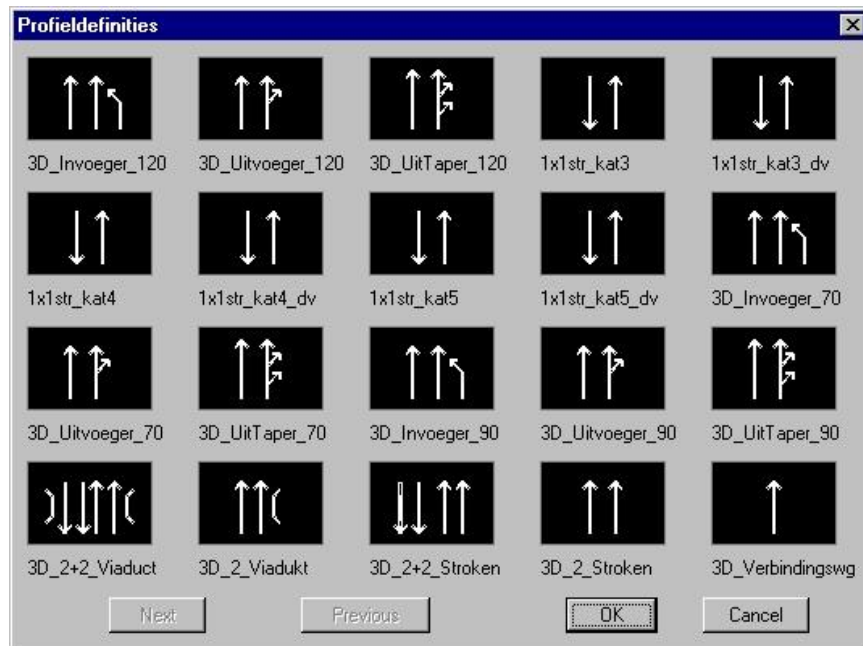 Profieldefinities
3D_Invoeger_120 3D_Uitvoeger_120 3D_UitTaper_120 1x1str_kat3 1x1str_kat3_dv
1x1str_kat4 1x1str_kat4_dv 1x1str_kat5 1x1str_kat5_dv 3D_Invoeger_70
3D_Uitvoeger_70 3D_UitTaper_70 3D_Invoeger_90 3D_Uitvoeger_90 3D_UitTaper_90
3D_2+2_Viaduct 3D_2_Viadukt 3D_2+2_Stroken 3D_2_Stroken 3D_Verbindingswg
Next Previous OK Cancel